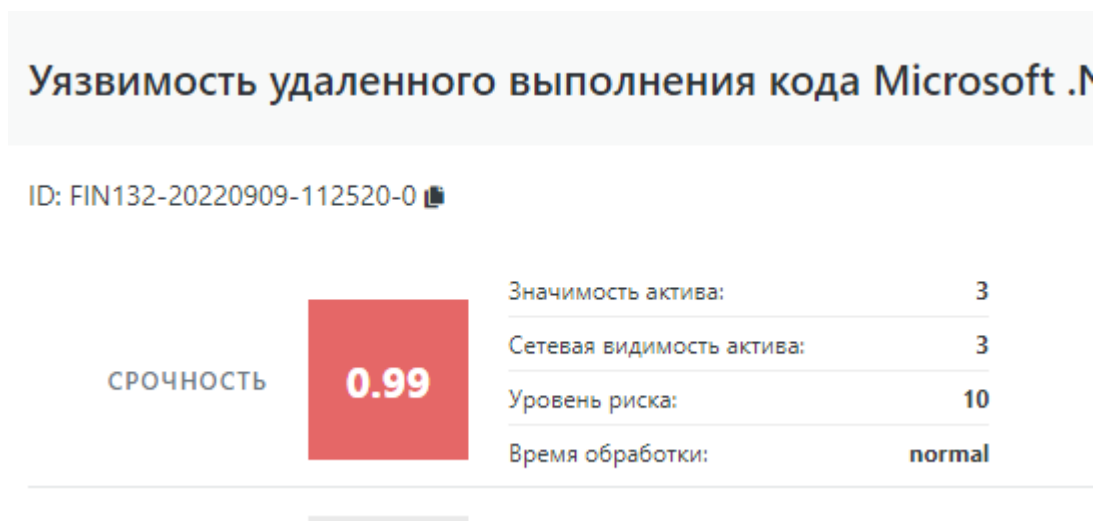 Уязвимость удаленного выполнения кода Microsoft .N
ID: FIN132-20220909-112520-0
Значимость актива: 3
Сетевая видимость актива: 3
СРОЧНОСТЬ 0.99
Уровень риска: 10
Время обработки: normal